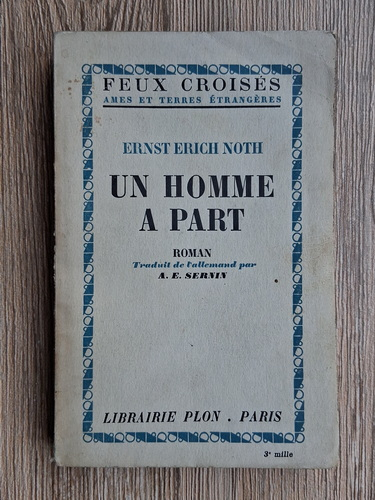 FEUX CROISÉS
AMES ET TERRES ÉTRANGÈRES
ERNST ERICH NOTH
UN HOMME
A PART
ROMAN
Traduit de l'allemand par
A. E. SERNIN
LIBRAIRIE PLON . PARIS
3e mille